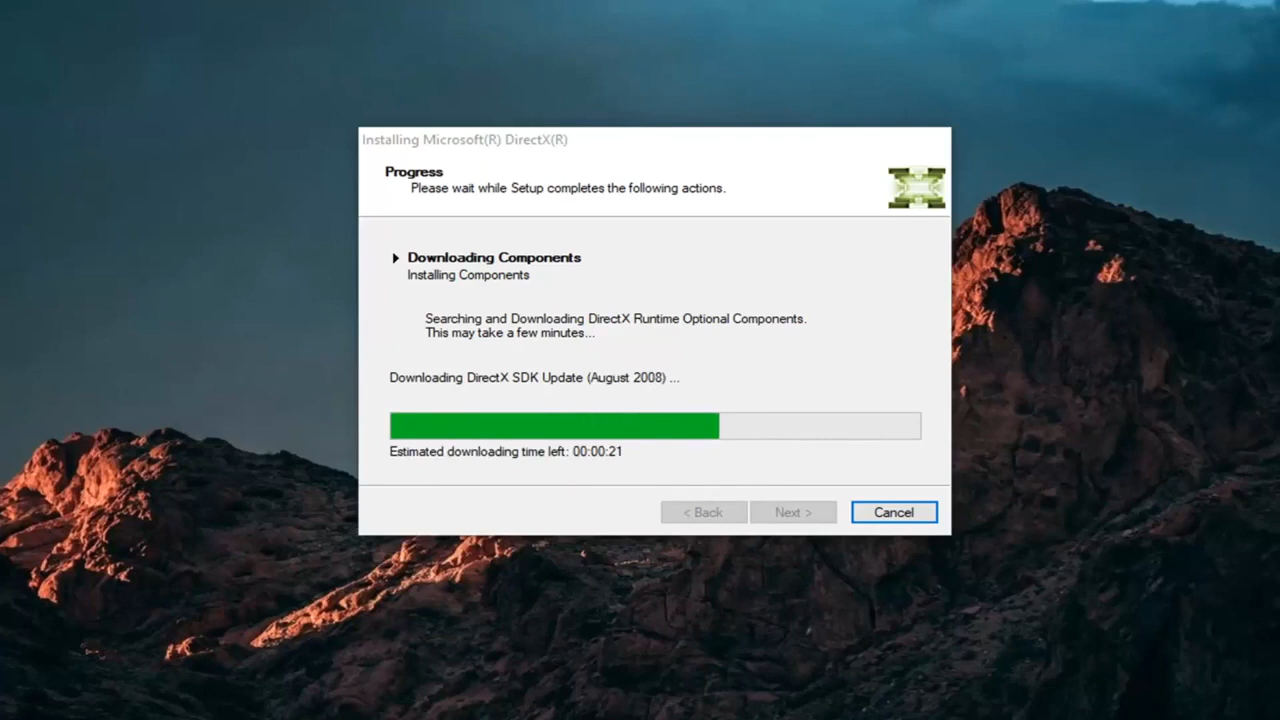 Installing Microsoft(R) DirectX(R)
Progress
Please wait while Setup completes the following actions.
Downloading Components
Installing Components
Searching and Downloading DirectX Runtime Optional Components.
This may take a few minutes...
Downloading DirectX SDK Update (August 2008) ...
Estimated downloading time left: 00:00:21
< Back
Next >
Cancel